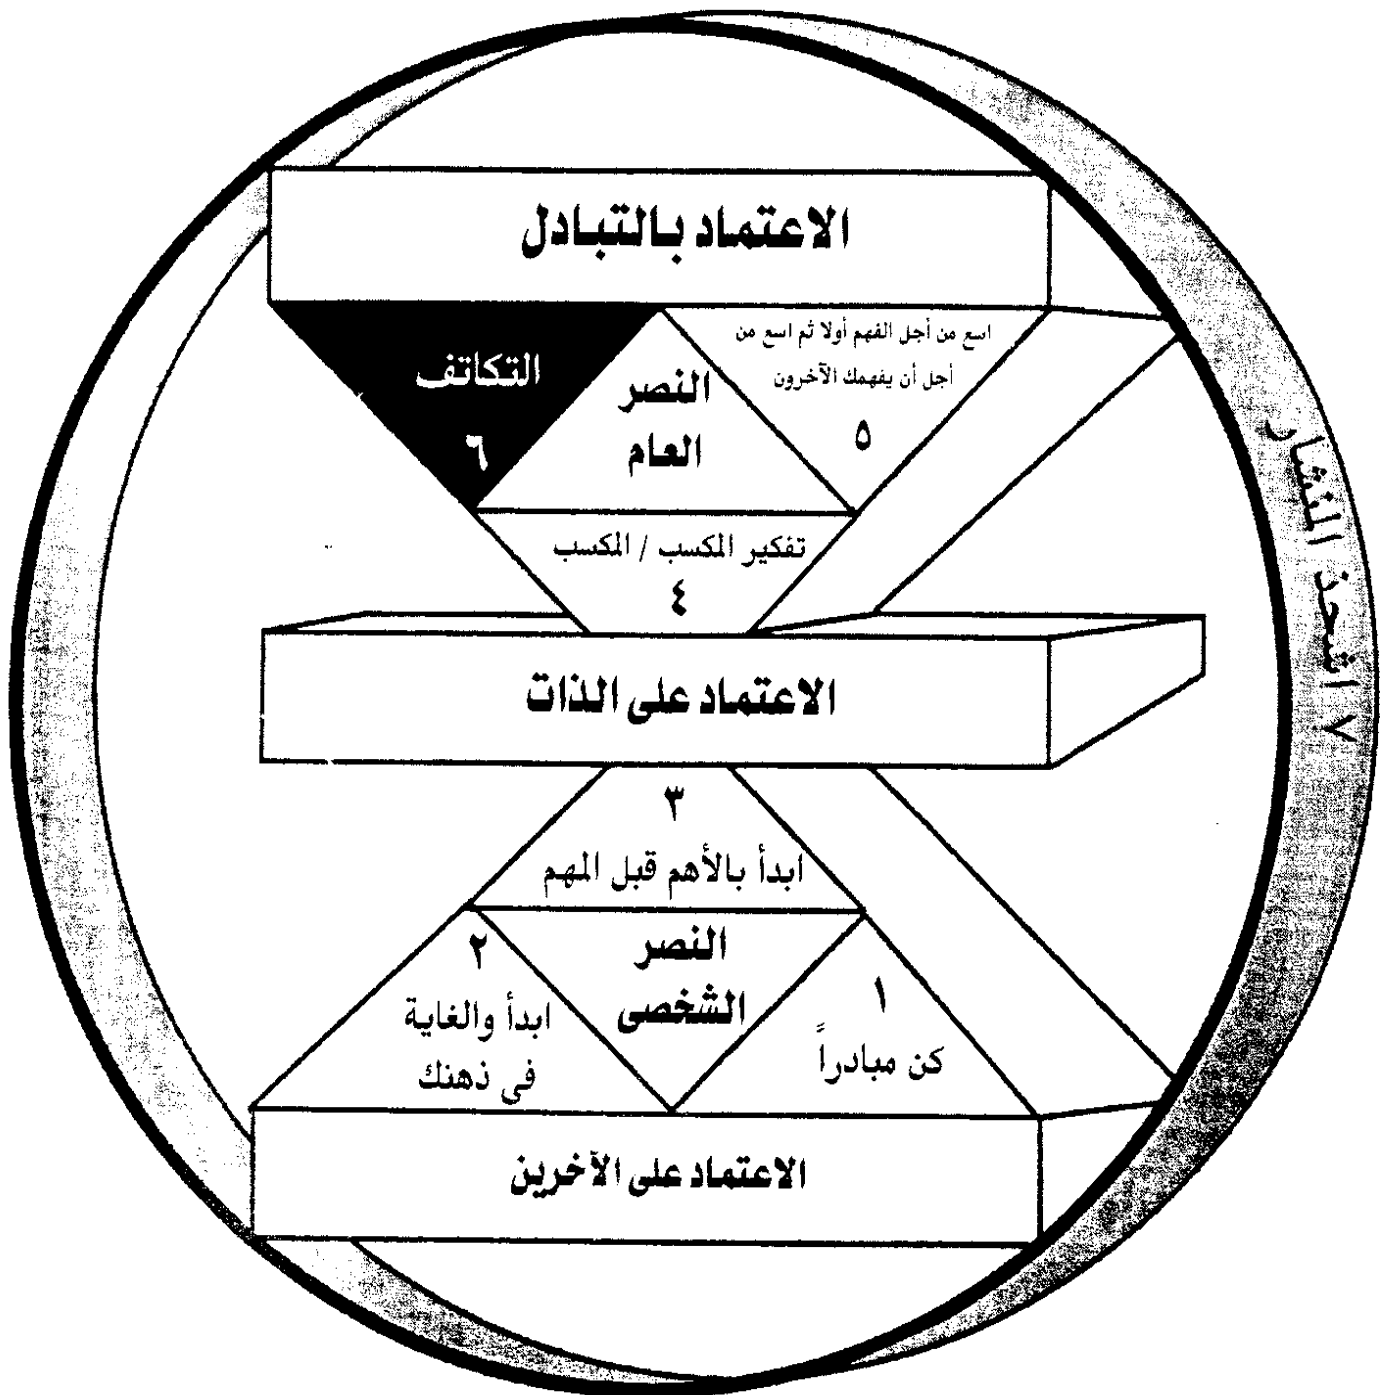 الاعتماد بالتبادل
اسع من أجل الفهم أولا ثم اسع من
أجل أن يفهمك الآخرون
٥
النصر
العام
التكاتف
٦
تفكير المكسب / المكسب
٤
الاعتماد على الذات
٣
ابدأ بالأهم قبل المهم
النصر
الشخصى
١
كن مبادراً
٢
ابدأ والغاية
فى ذهنك
الاعتماد على الآخرين
٧ اشحذ المنشار